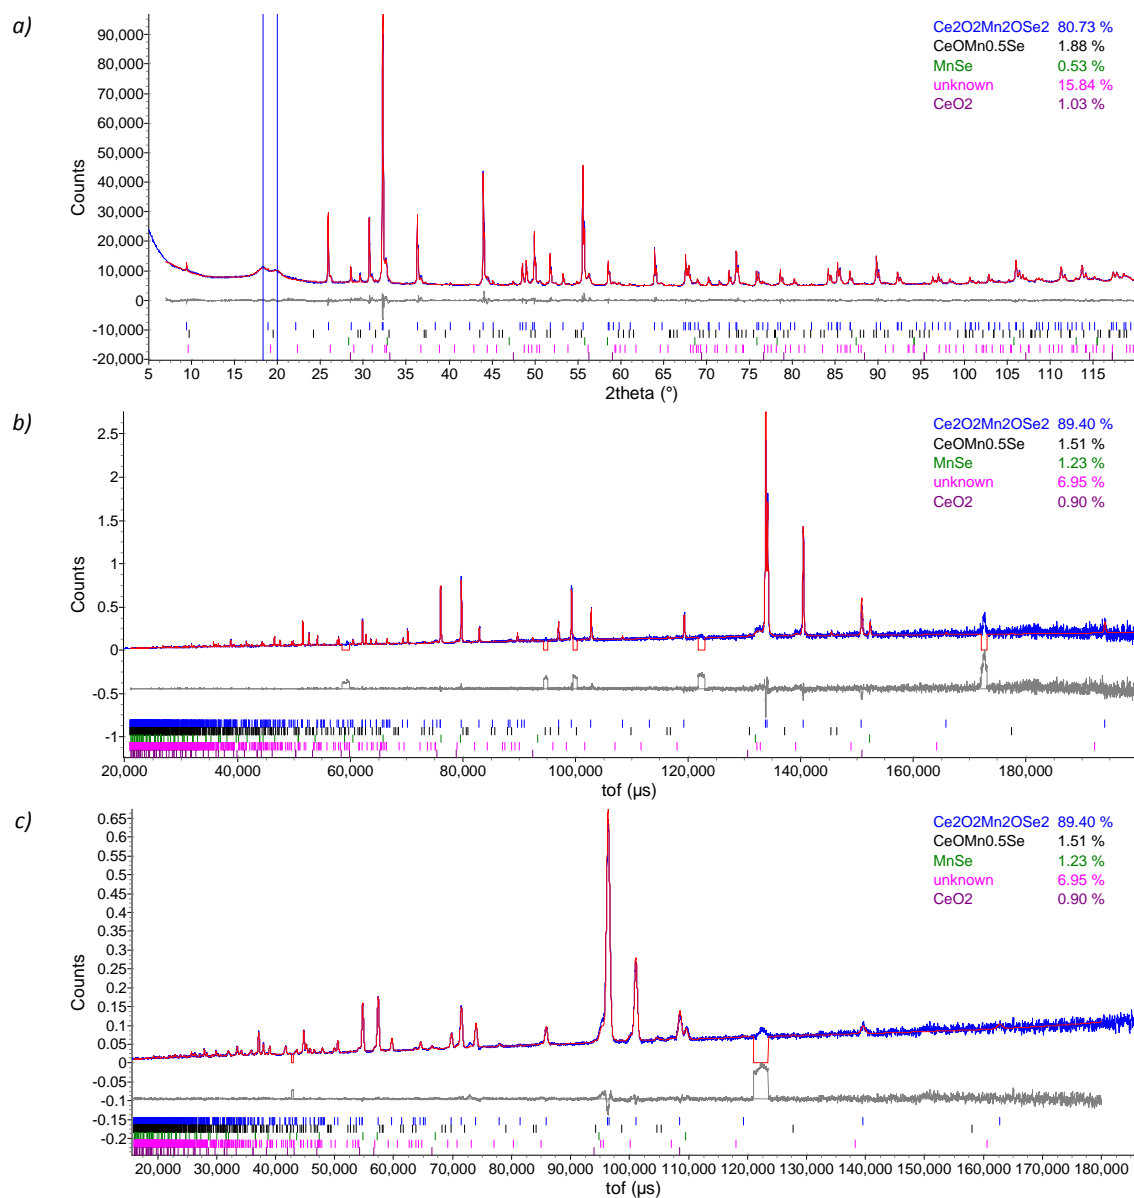 a)
Ce2O2Mn2OSe2 80.73 %
CeOMn0.5Se 1.88 %
MnSe 0.53 %
unknown 15.84 %
CeO2 1.03 %
90,000
80,000
70,000
60,000
50,000
40,000
30,000
20,000
10,000
0
-10,000
-20,000
Counts
5 10 15 20 25 30 35 40 45 50 55 60 65 70 75 80 85 90 95 100 105 110 115
2theta (°)
b)
Ce2O2Mn2OSe2 89.40 %
CeOMn0.5Se 1.51 %
MnSe 1.23 %
unknown 6.95 %
CeO2 0.90 %
2.5
2
1.5
1
0.5
0
-0.5
-1
Counts
20,000 40,000 60,000 80,000 100,000 120,000 140,000 160,000 180,000
tof (µs)
c)
Ce2O2Mn2OSe2 89.40 %
CeOMn0.5Se 1.51 %
MnSe 1.23 %
unknown 6.95 %
CeO2 0.90 %
0.65
0.6
0.55
0.5
0.45
0.4
0.35
0.3
0.25
0.2
0.15
0.1
0.05
0
-0.05
-0.1
-0.15
-0.2
Counts
20,000 30,000 40,000 50,000 60,000 70,000 80,000 90,000 100,000 110,000 120,000 130,000 140,000 150,000 160,000 170,000 180,000
tof (µs)